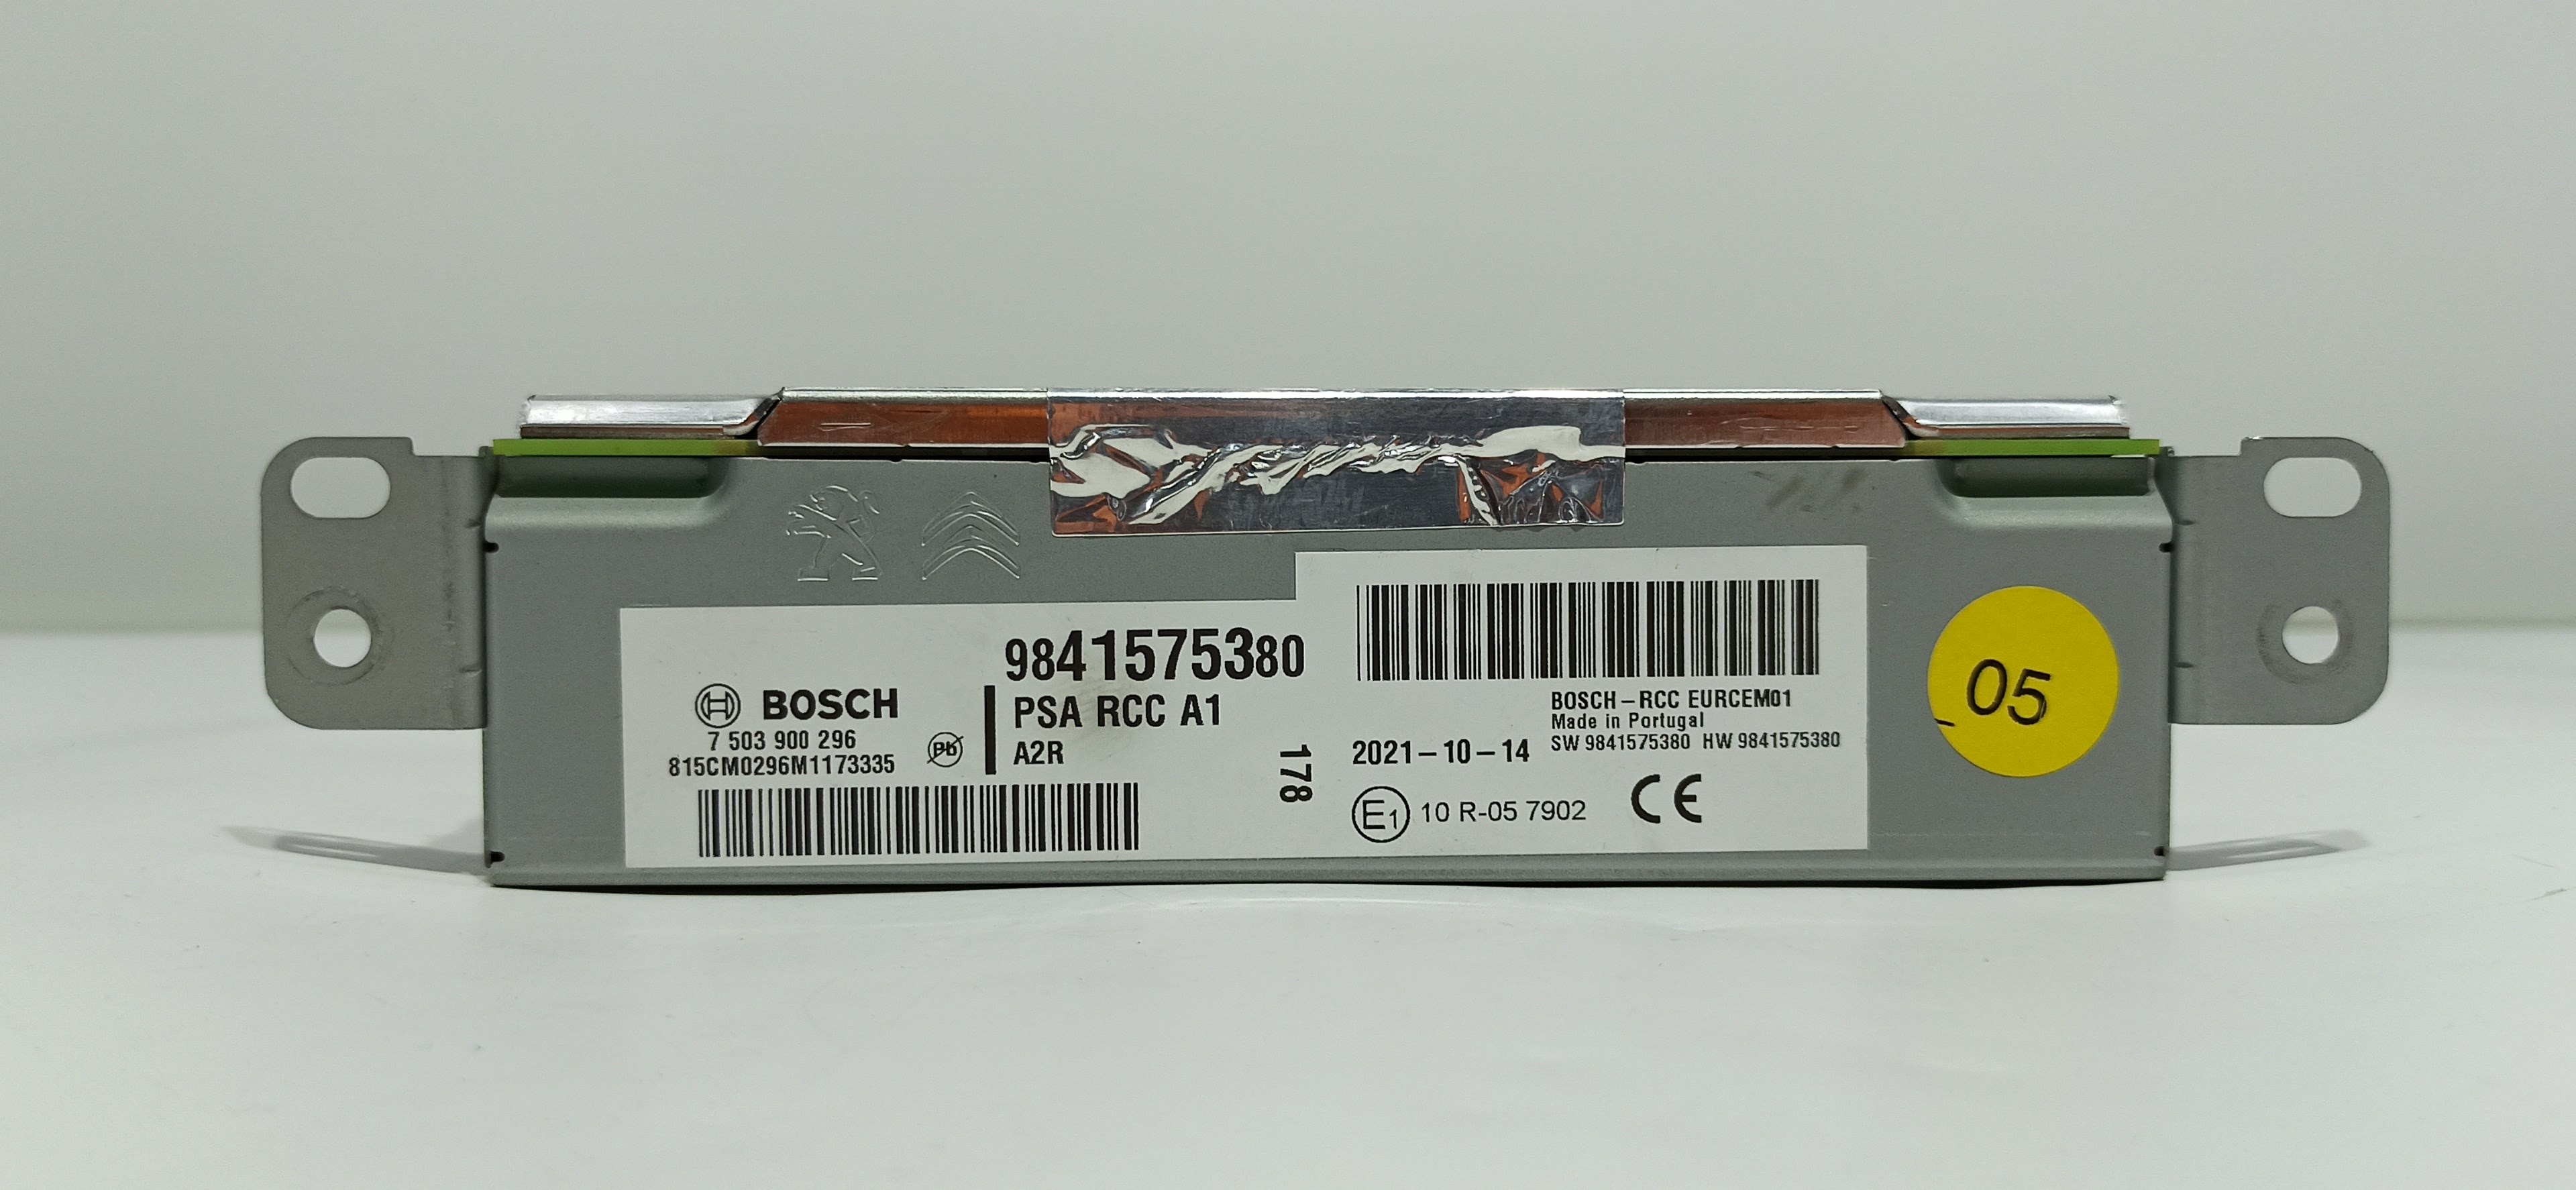 BOSCH
7 503 900 296
815CM0296M1173335
Pb
9841575380
PSA RCC A1
A2R
178
BOSCH-RCC EURCEM01
Made in Portugal
2021-10-14
SW 9841575380 HW 9841575380
E1 10 R-05 7902
CE
05